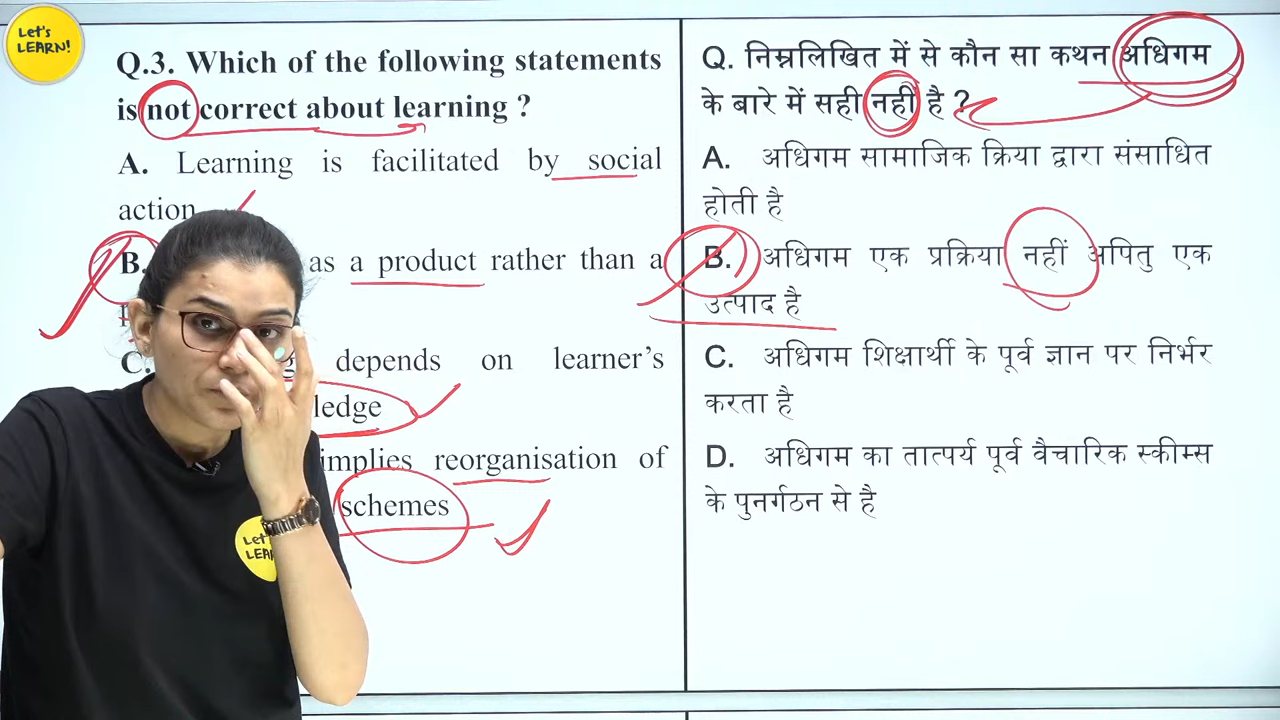 Let's
LEARN!
Q.3. Which of the following statements
is not correct about learning ?
A. Learning is facilitated by social
action
B. as a product rather than a
C. depends on learner's
ledge
implies reorganisation of
schemes
Let's
LEAR
Q. निम्नलिखित में से कौन सा कथन अधिगम
के बारे में सही नहीं है ?
A. अधिगम सामाजिक क्रिया द्वारा संसाधित
होती है
B. अधिगम एक प्रक्रिया नहीं अपितु एक
उत्पाद है
C. अधिगम शिक्षार्थी के पूर्व ज्ञान पर निर्भर
करता है
D. अधिगम का तात्पर्य पूर्व वैचारिक स्कीम्स
के पुनर्गठन से है